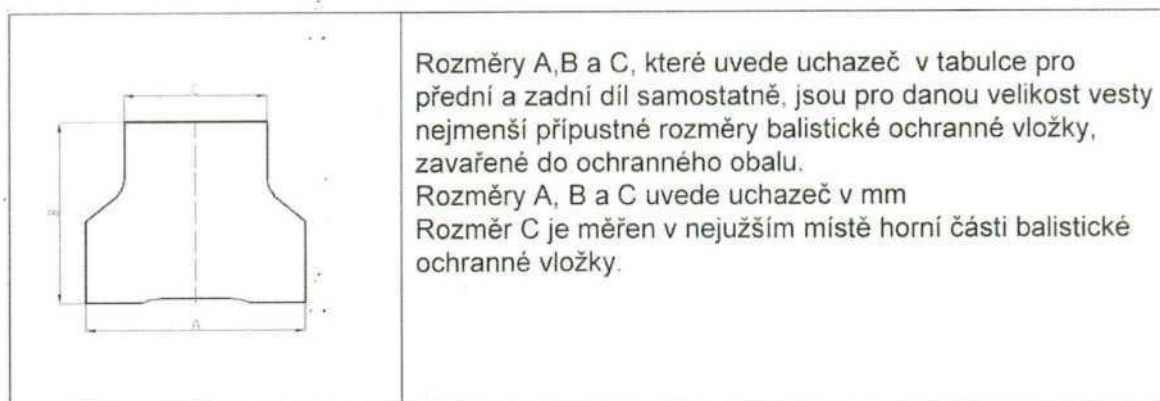 C
B
A
Rozměry A,B a C, které uvede uchazeč v tabulce pro
přední a zadní díl samostatně, jsou pro danou velikost vesty
nejmenší přípustné rozměry balistické ochranné vložky,
zavařené do ochranného obalu.
Rozměry A, B a C uvede uchazeč v mm
Rozměr C je měřen v nejužším místě horní části balistické
ochranné vložky.